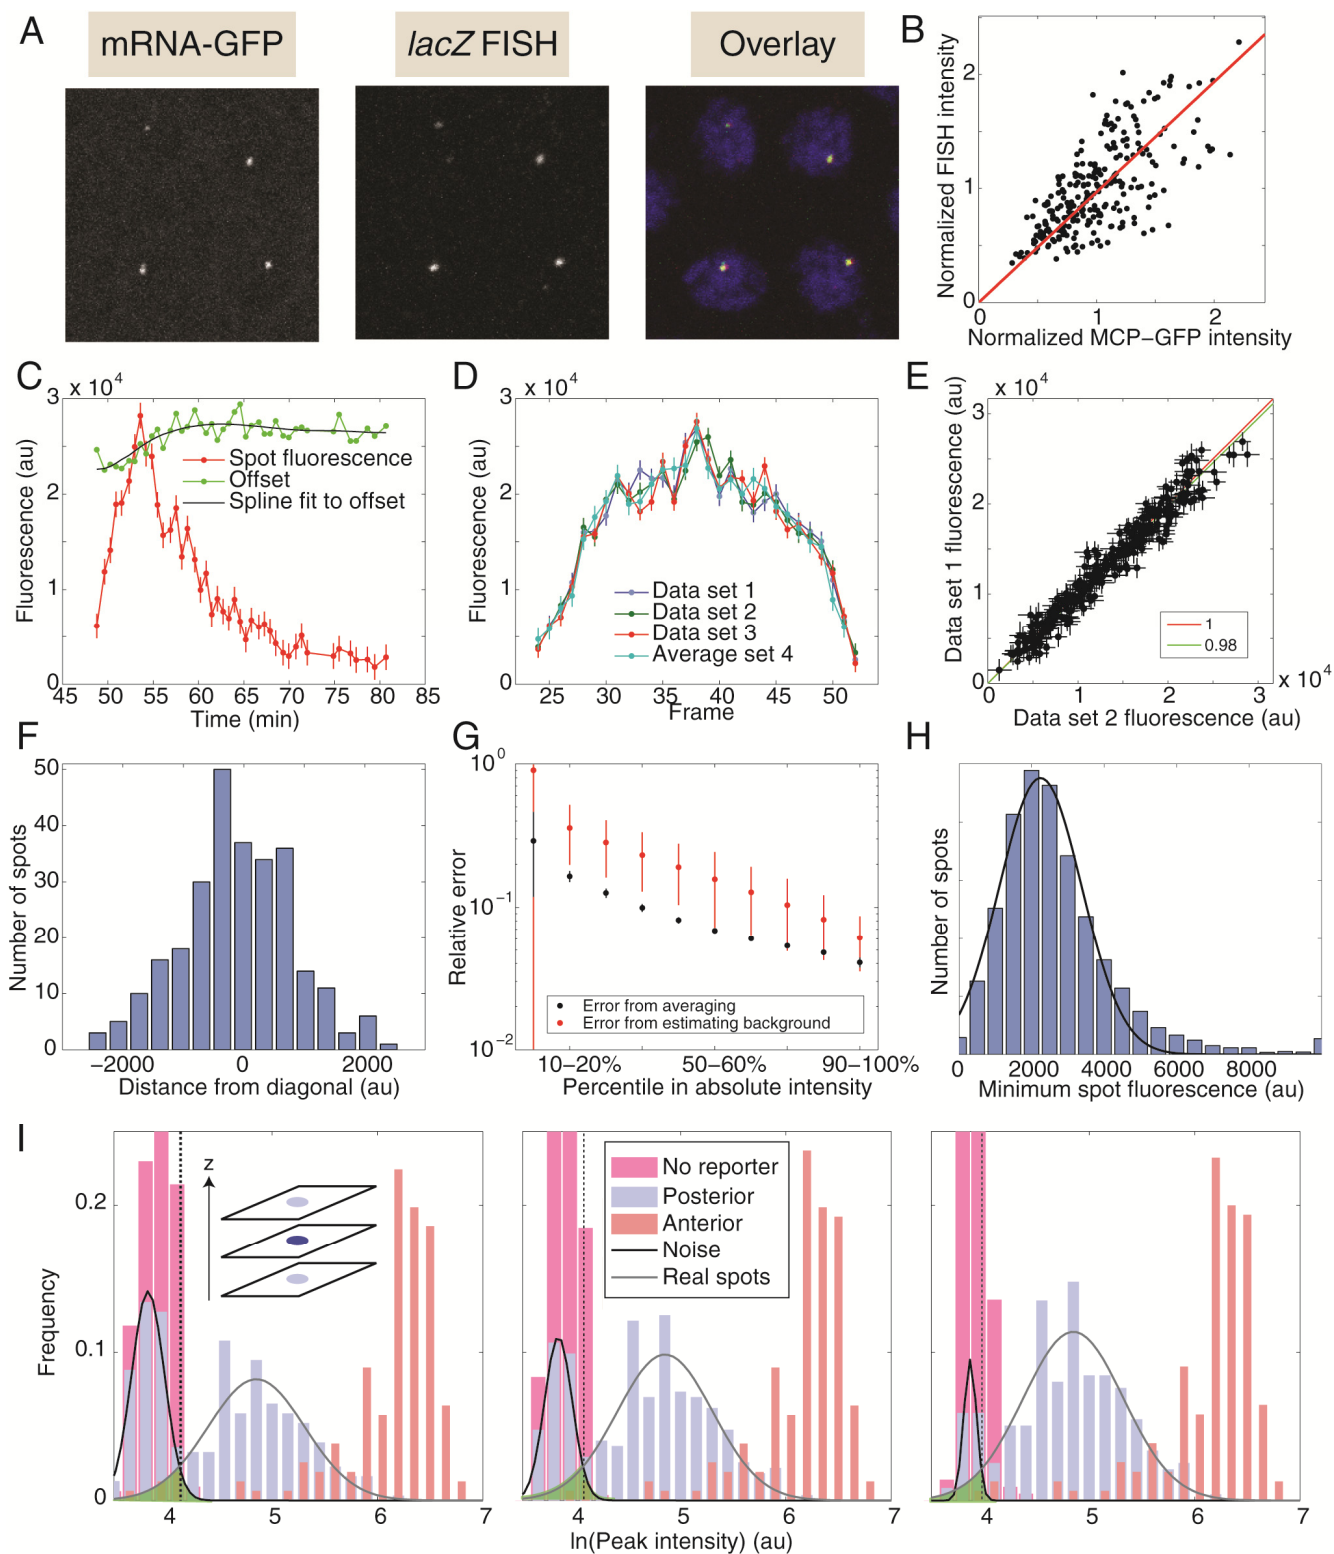 A
mRNA-GFP
lacZ FISH
Overlay
B
Normalized FISH intensity
2
1
0
0
1
2
Normalized MCP−GFP intensity
C
3
x 10^4
Fluorescence (au)
2
1
0
Spot fluorescence
Offset
Spline fit to offset
45
50
55
60
65
70
75
80
85
Time (min)
D
3
x 10^4
Fluorescence (au)
2
1
0
Data set 1
Data set 2
Data set 3
Average set 4
20
30
40
50
Frame
E
x 10^4
Data set 1 fluorescence (au)
3
2
1
0
1
0.98
0
1
2
3
x 10^4
Data set 2 fluorescence (au)
F
Number of spots
50
40
30
20
10
0
−2000
0
2000
Distance from diagonal (au)
G
Relative error
10^0
10^−1
10^−2
Error from averaging
Error from estimating background
10−20%
50−60%
90−100%
Percentile in absolute intensity
H
Number of spots
0
2000
4000
6000
8000
Minimum spot fluorescence (au)
I
Frequency
0.2
0.1
0
z
4
5
6
7
No reporter
Posterior
Anterior
Noise
Real spots
4
5
6
7
4
5
6
7
ln(Peak intensity) (au)